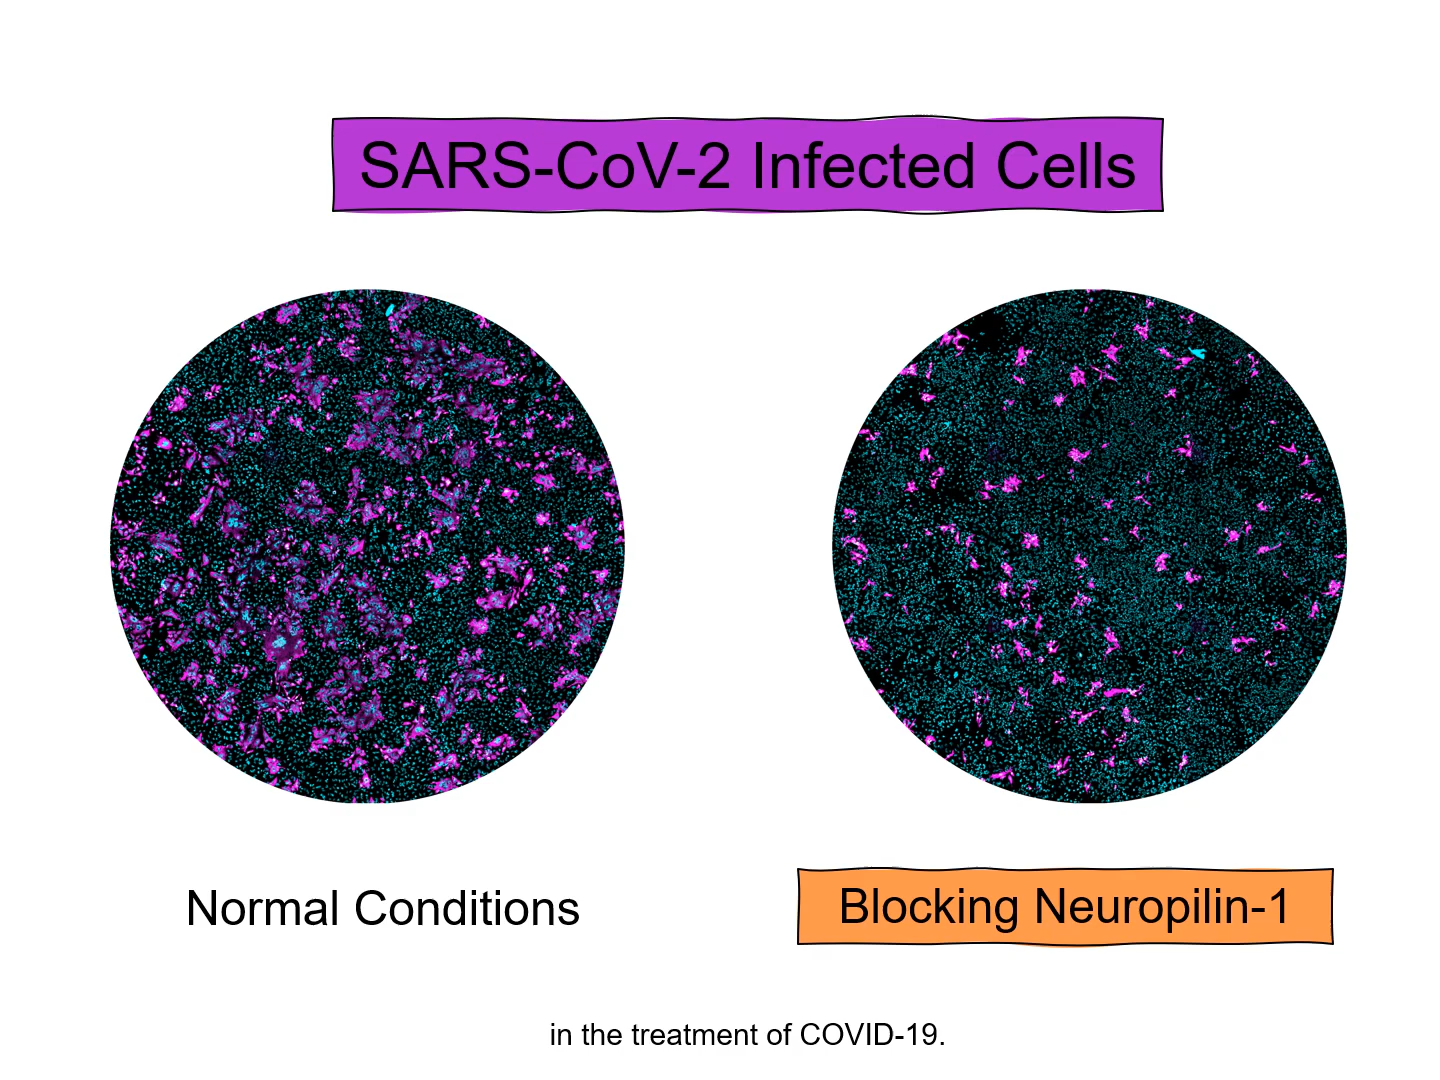 SARS-CoV-2 Infected Cells
Normal Conditions
Blocking Neuropilin-1
in the treatment of COVID-19.